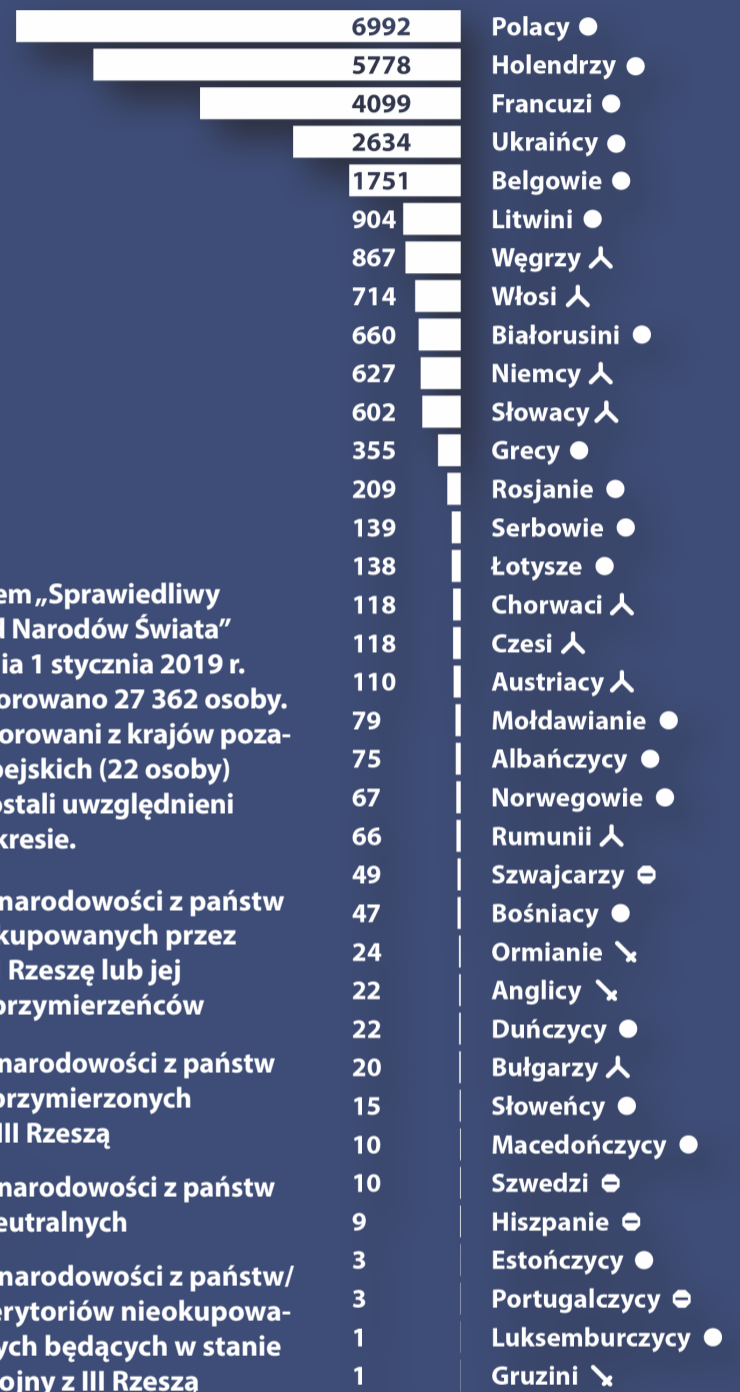 6992 Polacy
5778 Holendrzy
4099 Francuzi
2634 Ukraińcy
1751 Belgowie
904 Litwini
867 Węgrzy
714 Włosi
660 Białorusini
627 Niemcy
602 Słowacy
355 Grecy
209 Rosjanie
139 Serbowie
138 Łotysze
118 Chorwaci
118 Czesi
110 Austriacy
79 Mołdawianie
75 Albańczycy
67 Norwegowie
66 Rumunii
49 Szwajcarzy
47 Bośniacy
24 Ormianie
22 Anglicy
22 Duńczycy
20 Bułgarzy
15 Słoweńcy
10 Macedończycy
10 Szwedzi
9 Hiszpanie
3 Estończycy
3 Portugalczycy
1 Luksemburczycy
1 Gruzini
em „Sprawiedliwy
d Narodów Świata”
ia 1 stycznia 2019 r.
orowano 27 362 osoby.
orowani z krajów poza-
pejskich (22 osoby)
ostali uwzględnieni
kresie.
narodowości z państw
kupowanych przez
I Rzeszę lub jej
przymierzeńców
narodowości z państw
przymierzonych
III Rzeszą
narodowości z państw
eutralnych
narodowości z państw/
erytoriów nieokupowa-
ych będących w stanie
ojny z III Rzeszą